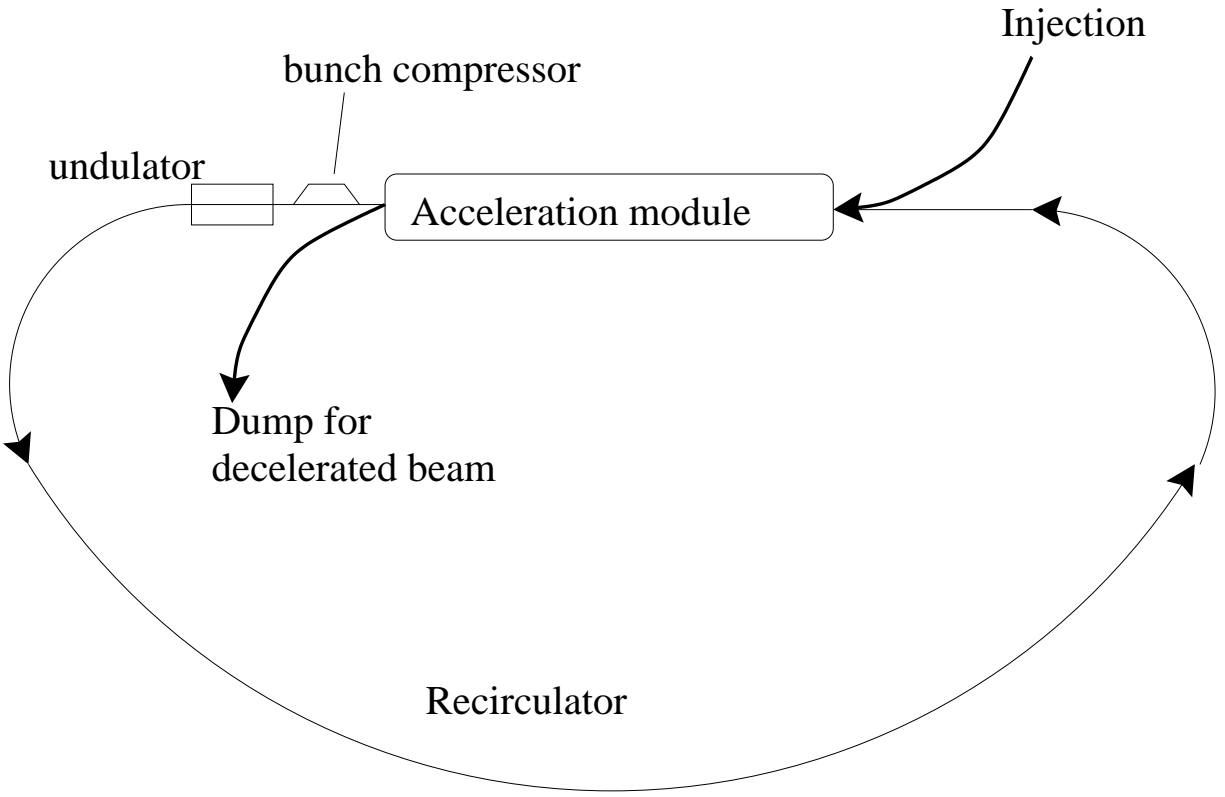 Injection
bunch compressor
undulator
Acceleration module
Dump for
decelerated beam
Recirculator